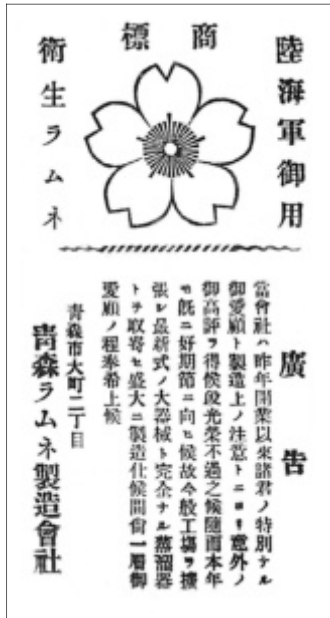 陸海軍御用
商標
衛生ラムネ
廣告
當會社ハ昨年開業以來諸君ノ特別ナル
御愛顧ト製造上ノ注意トニヨリ意外ノ
御高評ヲ得候段光榮不過之候隨而本年
モ既ニ好期節ニ向ヒ候故今般工塲ヲ擴
張シ最新式ノ大器械ト完全ナル蒸溜器
トヲ取寄セ盛大ニ製造仕候間尙一層御
愛顧ノ程奉希上候
青森市大町二丁目
青森ラムネ製造會社